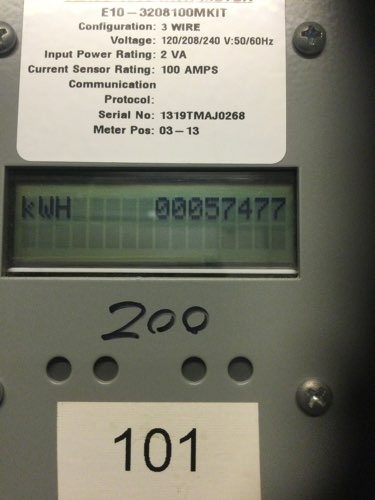 E10-3208100MKIT
Configuration: 3 WIRE
Voltage: 120/208/240 V:50/60Hz
Input Power Rating: 2 VA
Current Sensor Rating: 100 AMPS
Communication
Protocol:
Serial No: 1319TMAJ0268
Meter Pos: 03-13
kWH 00057477
200
101